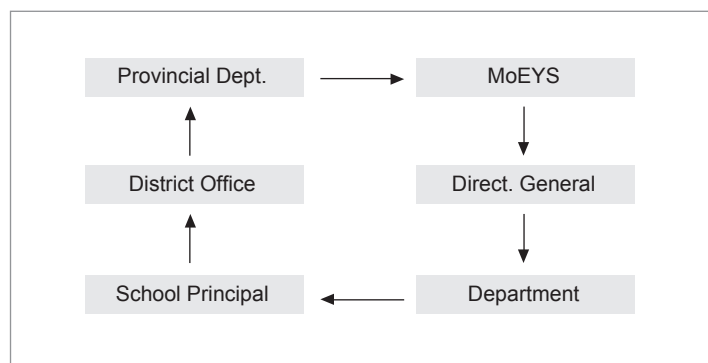 Provincial Dept.
MoEYS
District Office
Direct. General
School Principal
Department